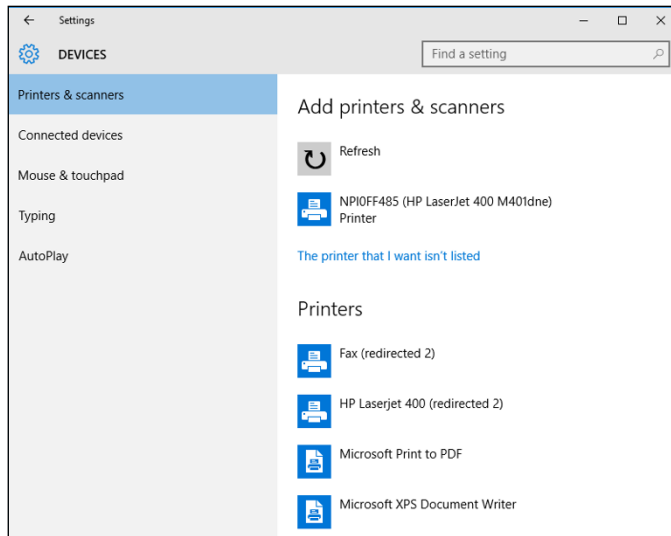 Settings
DEVICES
Find a setting
Printers & scanners
Connected devices
Mouse & touchpad
Typing
AutoPlay
Add printers & scanners
Refresh
NPI0FF485 (HP LaserJet 400 M401dne)
Printer
The printer that I want isn't listed
Printers
Fax (redirected 2)
HP Laserjet 400 (redirected 2)
Microsoft Print to PDF
Microsoft XPS Document Writer